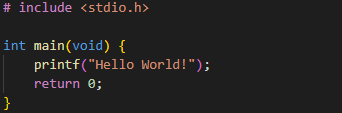 # include <stdio.h>

int main(void) {
    printf("Hello World!");
    return 0;
}